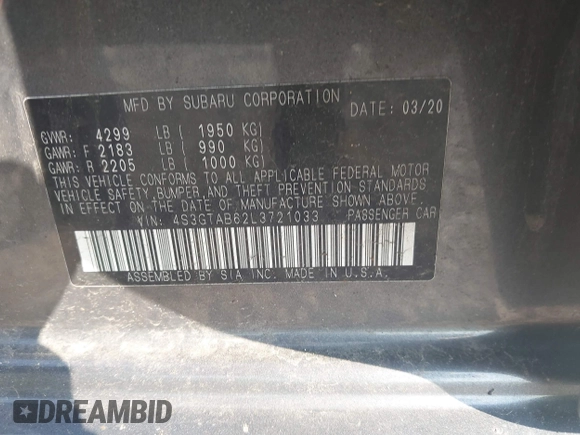 MFD BY SUBARU CORPORATION DATE: 03/20
GVWR: 4299 LB ( 1950 KG)
GAWR: F 2183 LB ( 990 KG)
GAWR: R 2205 LB ( 1000 KG)
THIS VEHICLE CONFORMS TO ALL APPLICABLE FEDERAL MOTOR
VEHICLE SAFETY, BUMPER, AND THEFT PREVENTION STANDARDS
IN EFFECT ON THE DATE OF MANUFACTURE SHOWN ABOVE.
VIN: 4S3GTAB62L3721033 PASSENGER CAR
ASSEMBLED BY SIA INC. MADE IN U.S.A.
DREAMBID